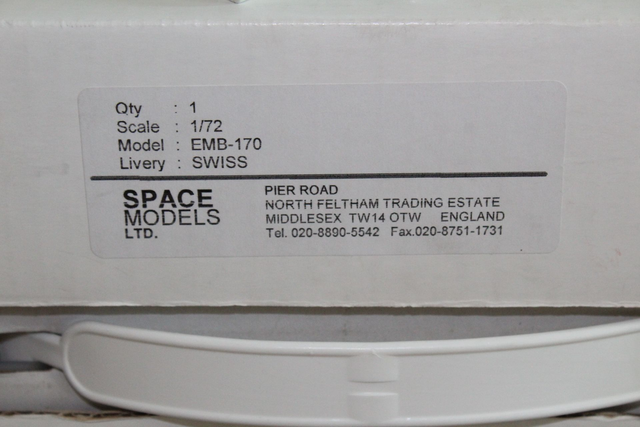 Qty : 1
Scale : 1/72
Model : EMB-170
Livery : SWISS
SPACE
MODELS
LTD.
PIER ROAD
NORTH FELTHAM TRADING ESTATE
MIDDLESEX TW14 OTW ENGLAND
Tel. 020-8890-5542 Fax.020-8751-1731